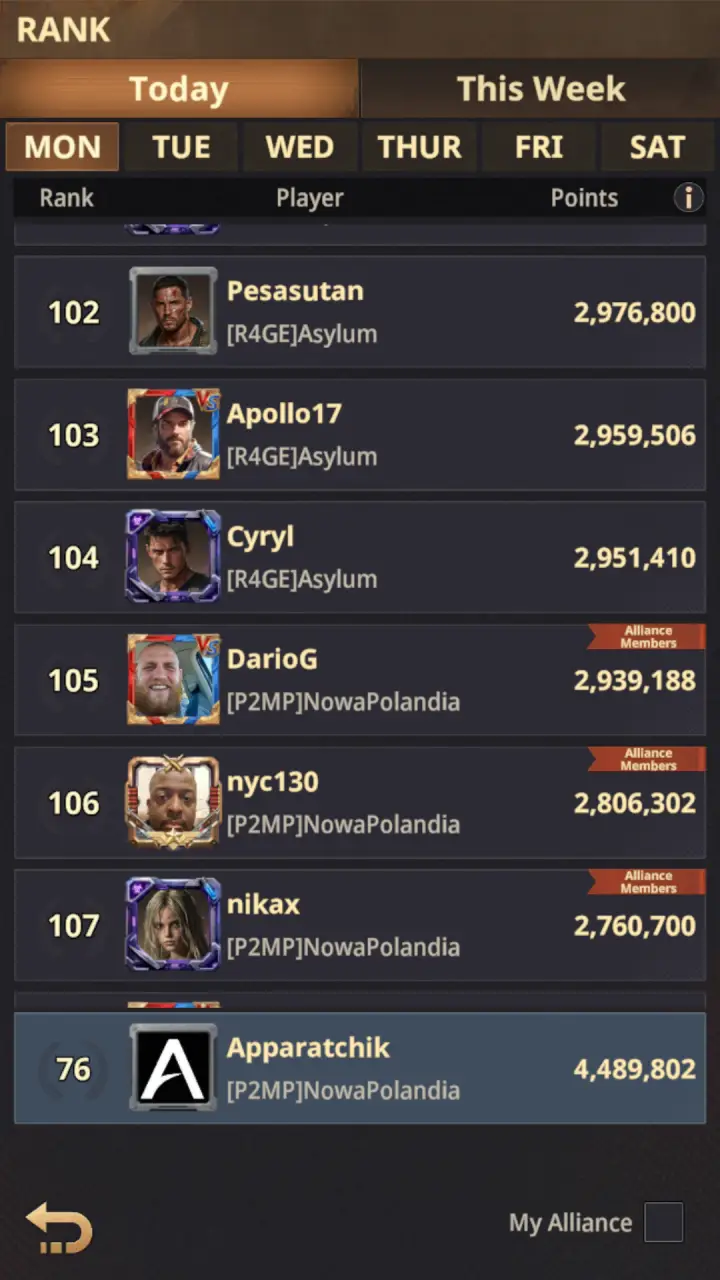 RANK
Today
This Week
MON
TUE
WED
THUR
FRI
SAT
Rank
Player
Points
102
Pesasutan
[R4GE]Asylum
2,976,800
103
Apollo17
[R4GE]Asylum
2,959,506
104
Cyryl
[R4GE]Asylum
2,951,410
Alliance
Members
105
DarioG
[P2MP]NowaPolandia
2,939,188
Alliance
Members
106
nyc130
[P2MP]NowaPolandia
2,806,302
Alliance
Members
107
nikax
[P2MP]NowaPolandia
2,760,700
76
Apparatchik
[P2MP]NowaPolandia
4,489,802
My Alliance